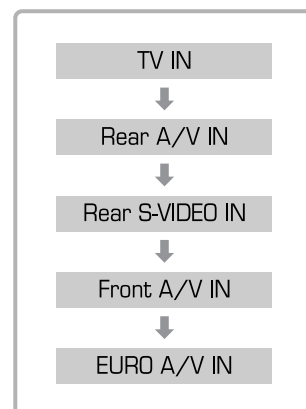 TV IN
Rear A/V IN
Rear S-VIDEO IN
Front A/V IN
EURO A/V IN